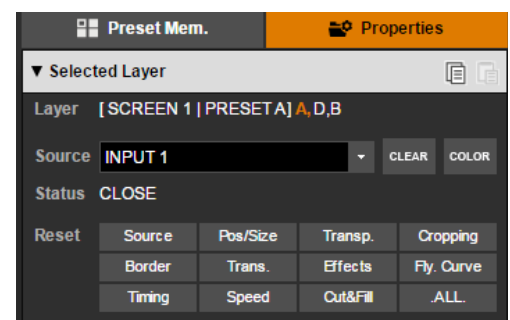 Preset Mem. Properties
▼ Selected Layer
Layer [ SCREEN 1 | PRESET A] A, D,B
Source INPUT 1 CLEAR COLOR
Status CLOSE
Reset Source Pos/Size Transp. Cropping
Border Trans. Effects Fly. Curve
Timing Speed Cut&Fill .ALL.